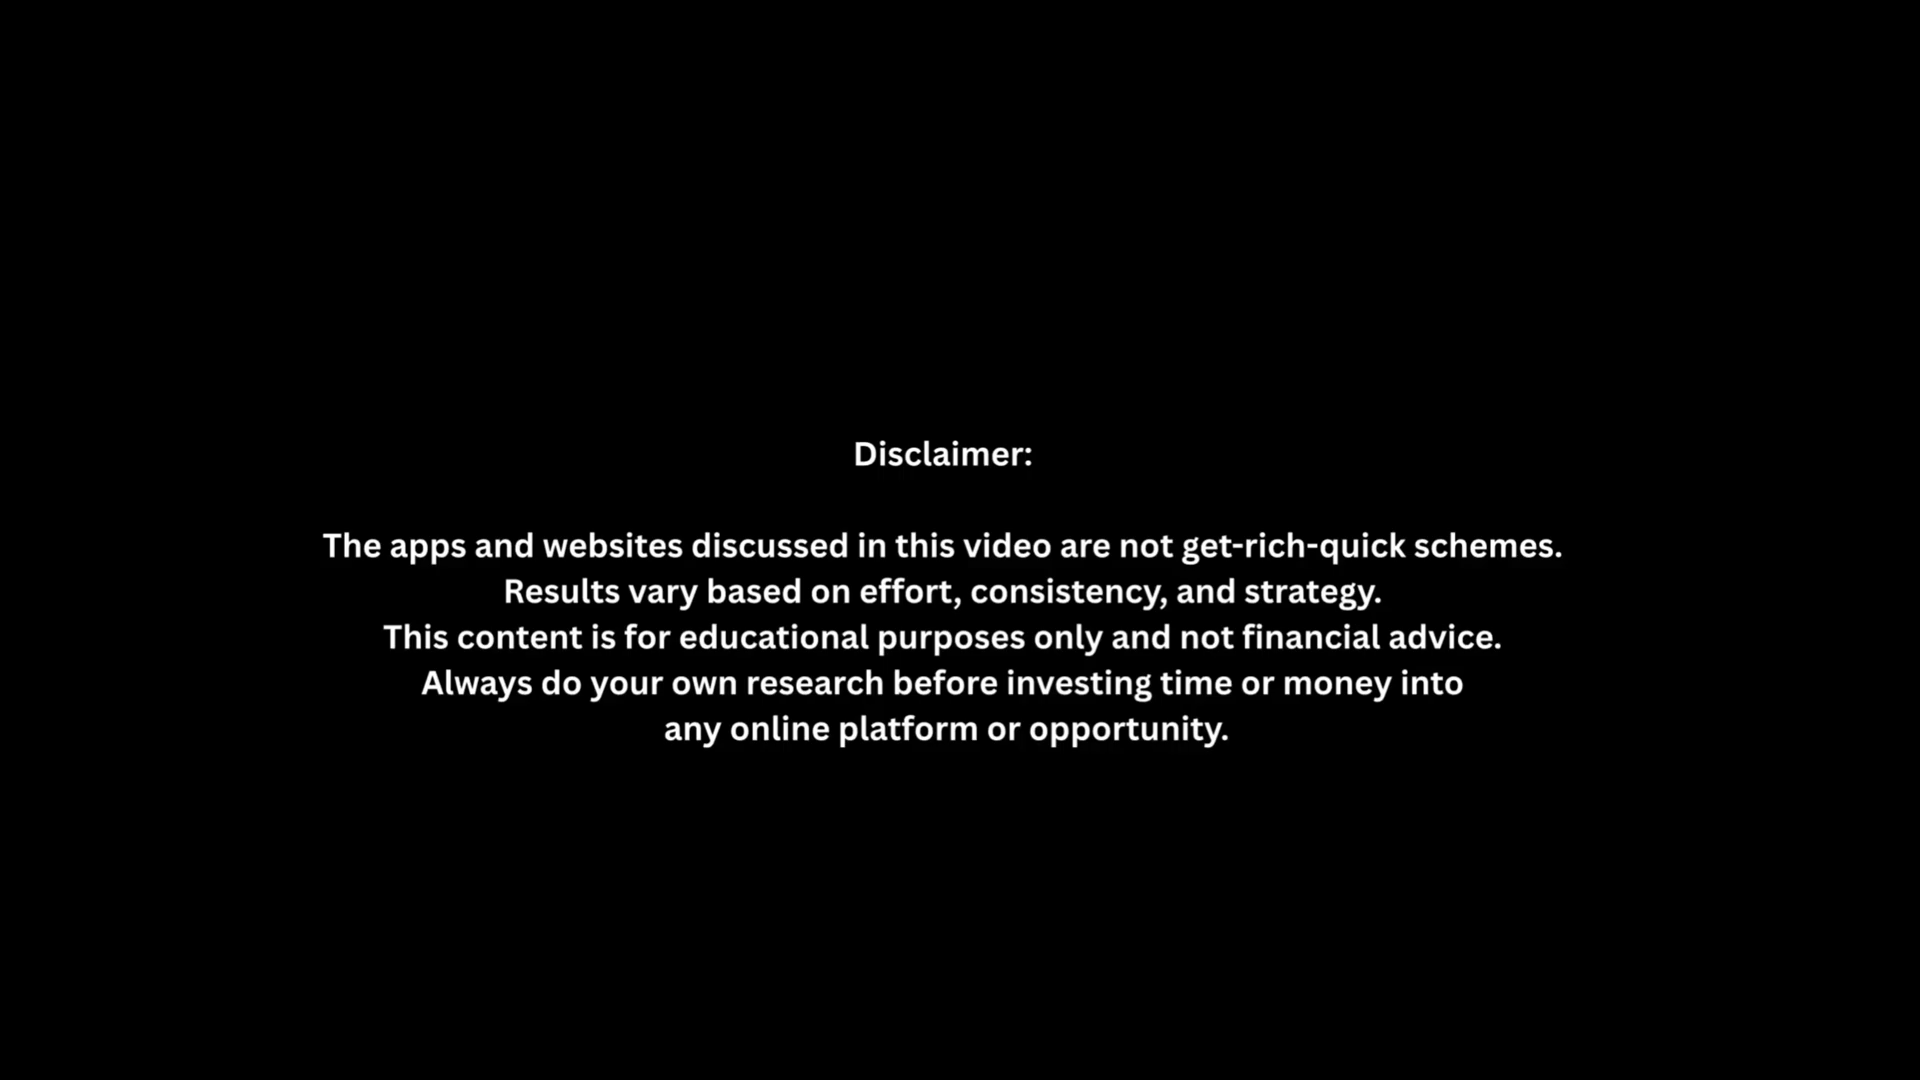 Disclaimer:
The apps and websites discussed in this video are not get-rich-quick schemes.
Results vary based on effort, consistency, and strategy.
This content is for educational purposes only and not financial advice.
Always do your own research before investing time or money into
any online platform or opportunity.